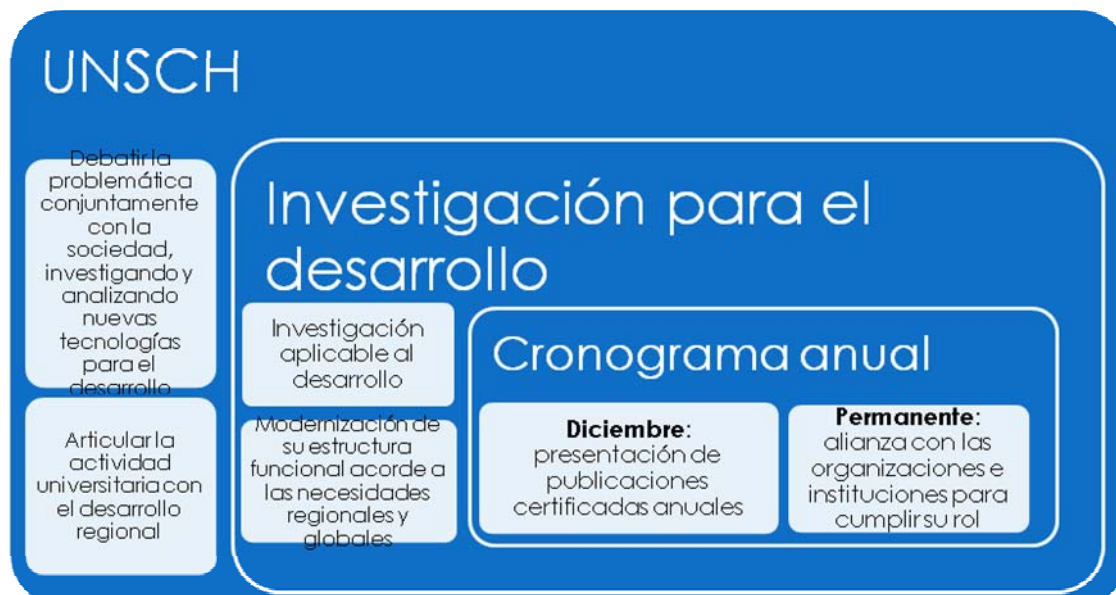 UNSCH
Debatir la
problemática
conjuntamente
con la
sociedad,
investigando y
analizando
nuevas
tecnologías
para el
desarrollo
Articular la
actividad
universitaria con
el desarrollo
regional
Investigación para el
desarrollo
Investigación
aplicable al
desarrollo
Modernización de
su estructura
funcional acorde a
las necesidades
regionales y
globales
Cronograma anual
Diciembre:
presentación de
publicaciones
certificadas anuales
Permanente:
alianza con las
organizaciones e
instituciones para
cumplir su rol